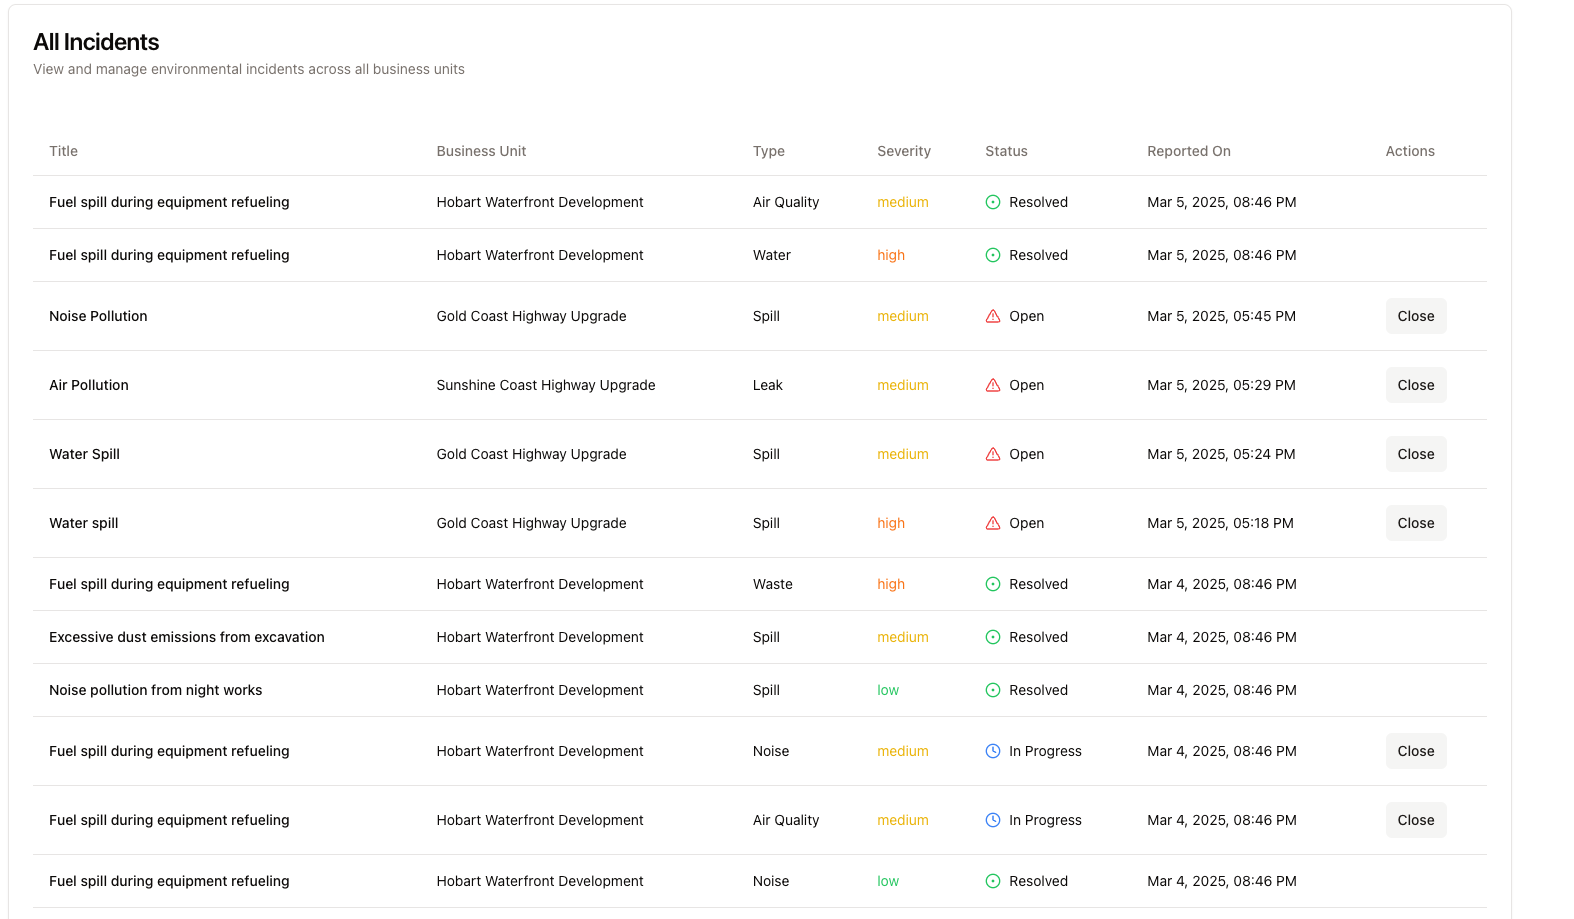 All Incidents
View and manage environmental incidents across all business units
Title Business Unit Type Severity Status Reported On Actions
Fuel spill during equipment refueling Hobart Waterfront Development Air Quality medium Resolved Mar 5, 2025, 08:46 PM
Fuel spill during equipment refueling Hobart Waterfront Development Water high Resolved Mar 5, 2025, 08:46 PM
Noise Pollution Gold Coast Highway Upgrade Spill medium Open Mar 5, 2025, 05:45 PM Close
Air Pollution Sunshine Coast Highway Upgrade Leak medium Open Mar 5, 2025, 05:29 PM Close
Water Spill Gold Coast Highway Upgrade Spill medium Open Mar 5, 2025, 05:24 PM Close
Water spill Gold Coast Highway Upgrade Spill high Open Mar 5, 2025, 05:18 PM Close
Fuel spill during equipment refueling Hobart Waterfront Development Waste high Resolved Mar 4, 2025, 08:46 PM
Excessive dust emissions from excavation Hobart Waterfront Development Spill medium Resolved Mar 4, 2025, 08:46 PM
Noise pollution from night works Hobart Waterfront Development Spill low Resolved Mar 4, 2025, 08:46 PM
Fuel spill during equipment refueling Hobart Waterfront Development Noise medium In Progress Mar 4, 2025, 08:46 PM Close
Fuel spill during equipment refueling Hobart Waterfront Development Air Quality medium In Progress Mar 4, 2025, 08:46 PM Close
Fuel spill during equipment refueling Hobart Waterfront Development Noise low Resolved Mar 4, 2025, 08:46 PM